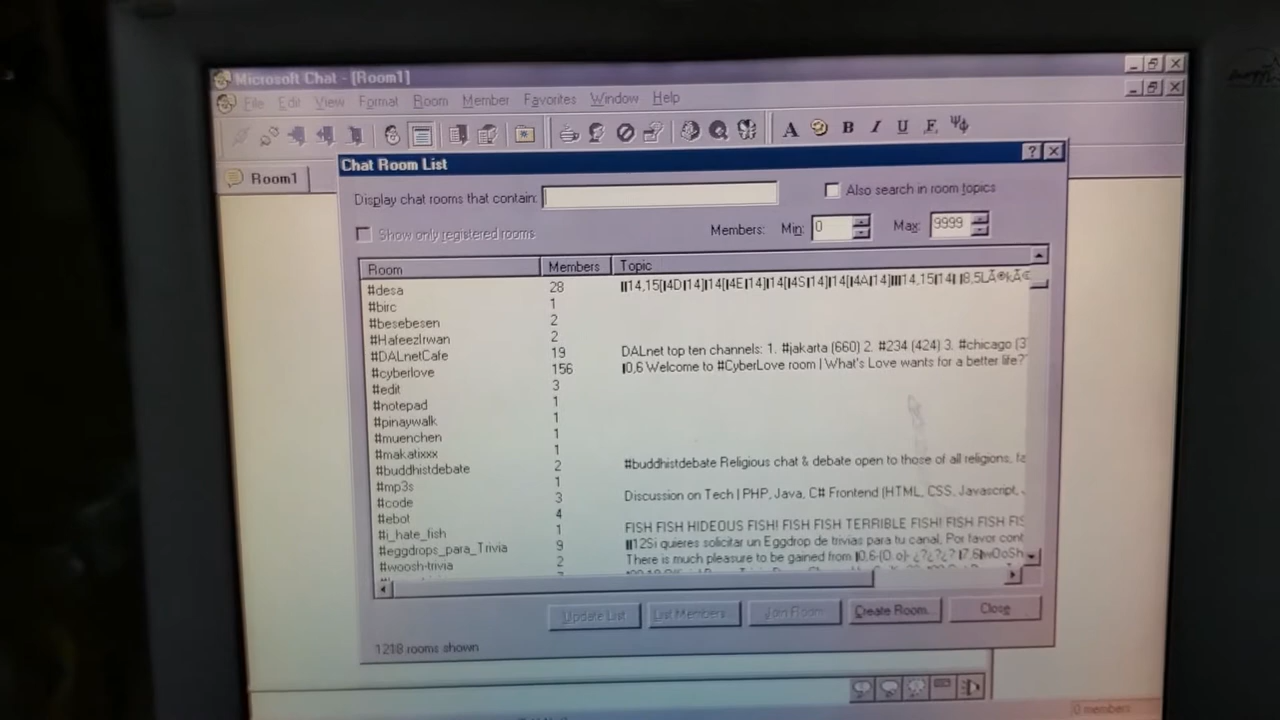 Microsoft Chat - [Room1]
File Edit View Format Room Member Favorites Window Help
A B I U F
Room1
Chat Room List
Display chat rooms that contain:
Also search in room topics
Show only registered rooms
Members: Min: 0 Max: 9999
Room Members Topic
#desa 28
#birc 1
#besebesen 2
#HafeezIrwan 2
#DALnetCafe 19 DALnet top ten channels: 1. #jakarta (660) 2. #234 (424) 3. #chicago (3
#cyberlove 156 0,6 Welcome to #CyberLove room | What's Love wants for a better life?
#edit 3
#notepad 1
#pinaywalk 1
#muenchen 1
#makatixxx 1
#buddhistdebate 2 #buddhistdebate Religious chat & debate open to those of all religions, fa
#mp3s 1
#code 3 Discussion on Tech | PHP, Java, C# Frontend (HTML, CSS, Javascript,
#ebot 4
#i_hate_fish 1 FISH FISH HIDEOUS FISH! FISH FISH TERRIBLE FISH! FISH FISH FIS
#eggdrops_para_Trivia 9 12Si quieres solicitar un Eggdrop de trivias para tu canal, Por favor cont
#woosh-trivia 2 There is much pleasure to be gained from
Update List List Members... Join Room Create Room... Close
1218 rooms shown
0 members